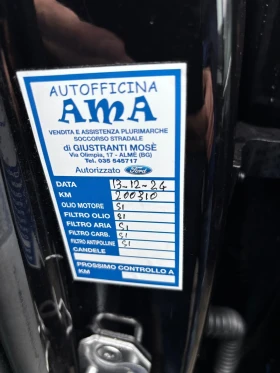 AUTOFFICINA
AMA
VENDITA E ASSISTENZA PLURIMARCHE
SOCCORSO STRADALE
di GIUSTRANTI MOSÈ
Via Olimpia, 17 - ALMÈ (BG)
Tel. 035 545717
Autorizzato Ford
DATA 13-12-24
KM 200310
OLIO MOTORE SI
FILTRO OLIO SI
FILTRO ARIA SI
FILTRO CARB. SI
FILTRO ANTIPOLLINE SI
CANDELE
PROSSIMO CONTROLLO A
KM